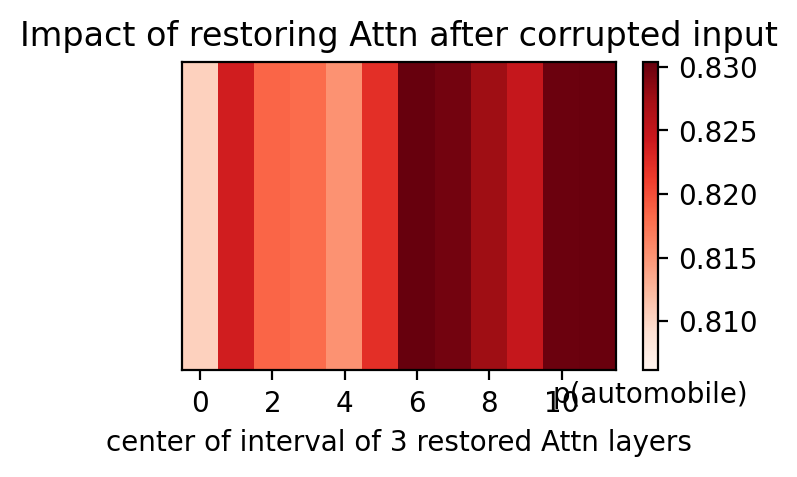 Impact of restoring Attn after corrupted input
0.830
0.825
0.820
0.815
0.810
0 2 4 6 8 10
p(automobile)
center of interval of 3 restored Attn layers